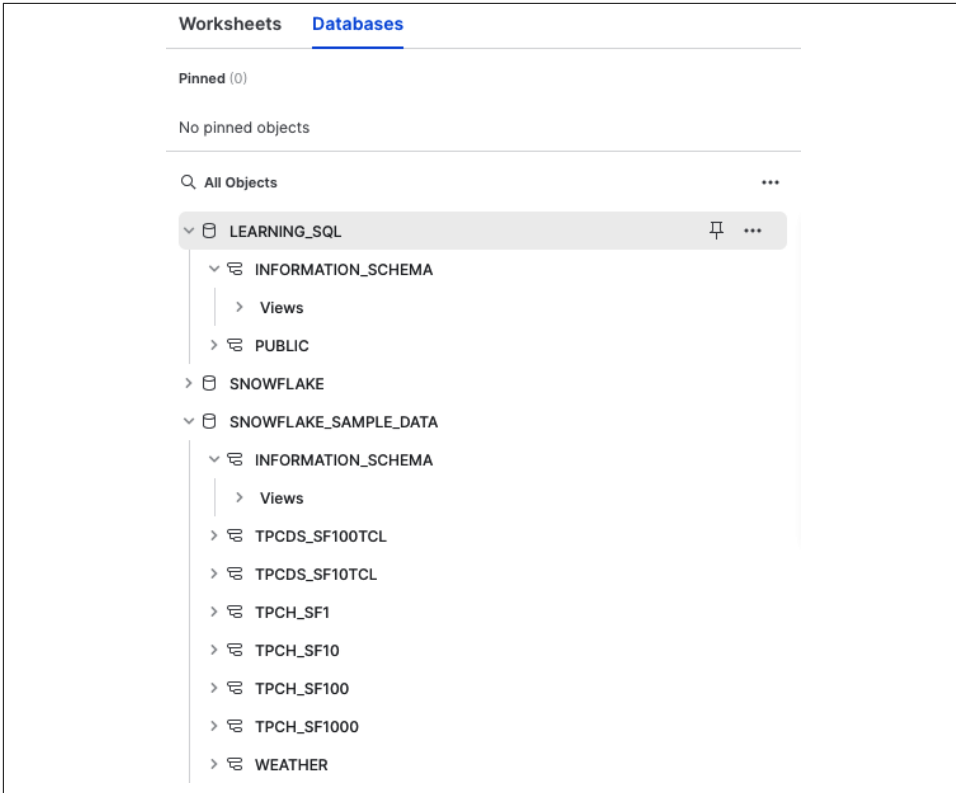 Worksheets Databases
Pinned (0)
No pinned objects
All Objects
LEARNING_SQL
INFORMATION_SCHEMA
Views
PUBLIC
SNOWFLAKE
SNOWFLAKE_SAMPLE_DATA
INFORMATION_SCHEMA
Views
TPCDS_SF100TCL
TPCDS_SF10TCL
TPCH_SF1
TPCH_SF10
TPCH_SF100
TPCH_SF1000
WEATHER